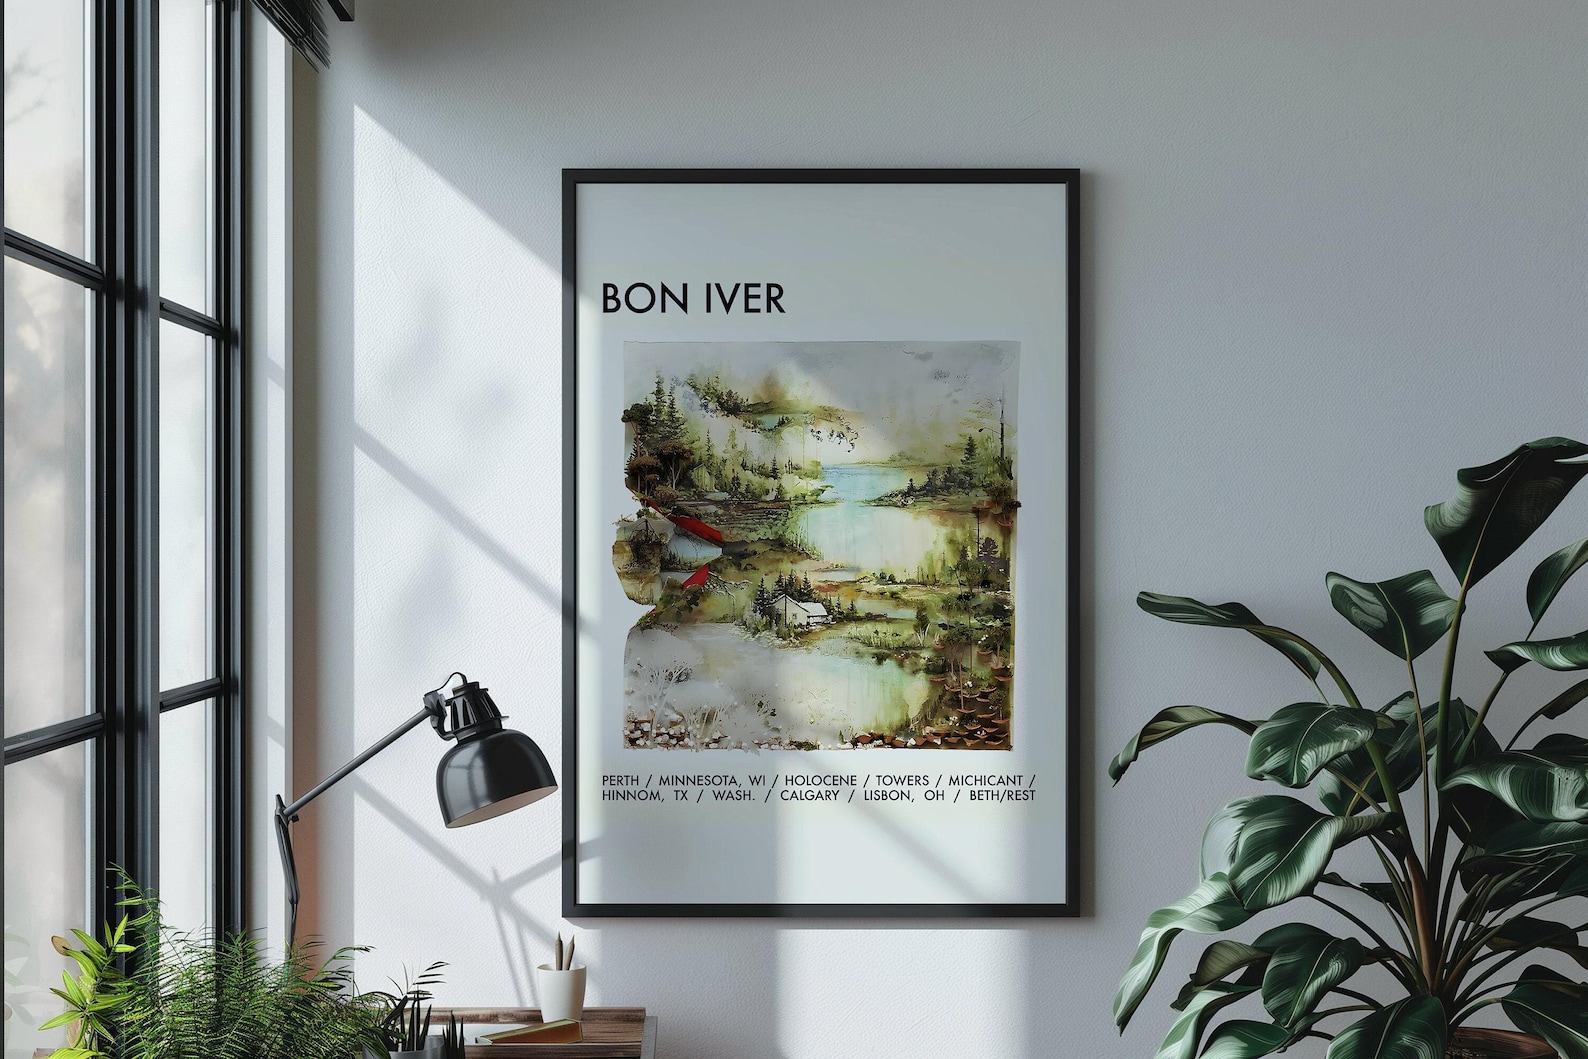 BON IVER
PERTH / MINNESOTA, WI / HOLOCENE / TOWERS / MICHICANT /
HINNOM, TX / WASH. / CALGARY / LISBON, OH / BETH/REST